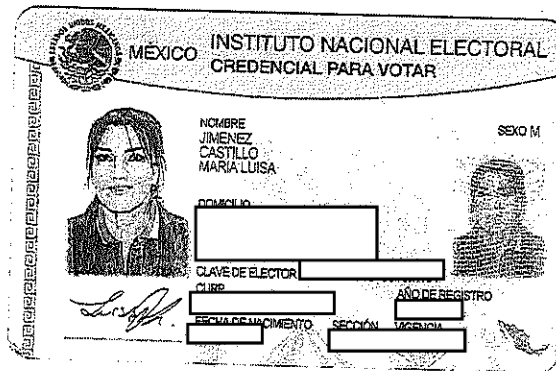 MÉXICO
INSTITUTO NACIONAL ELECTORAL
CREDENCIAL PARA VOTAR
NOMBRE
JIMENEZ
CASTILLO
MARIA LUISA
SEXO M
DOMICILIO
CLAVE DE ELECTOR
CURP
AÑO DE REGISTRO
FECHA DE NACIMIENTO
SECCIÓN
VIGENCIA